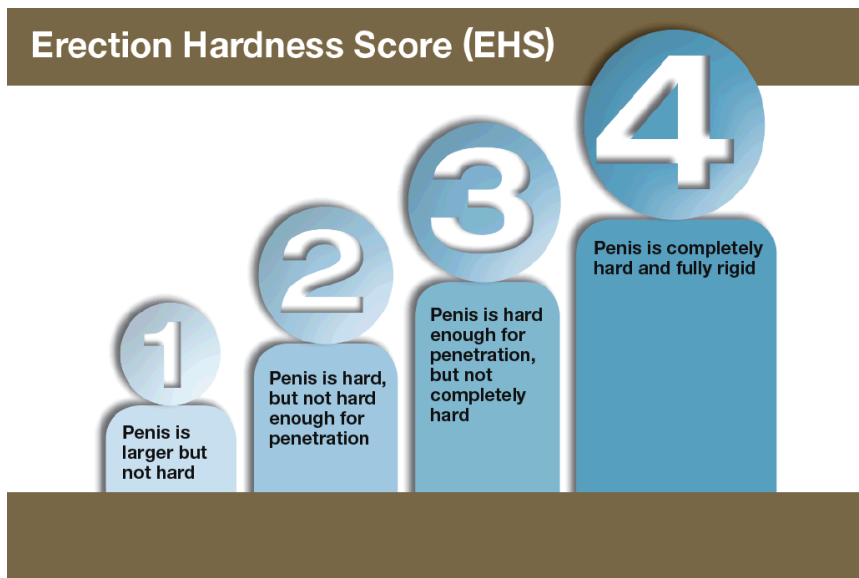 Erection Hardness Score (EHS)
1
Penis is
larger but
not hard
2
Penis is hard,
but not hard
enough for
penetration
3
Penis is hard
enough for
penetration,
but not
completely
hard
4
Penis is completely
hard and fully rigid